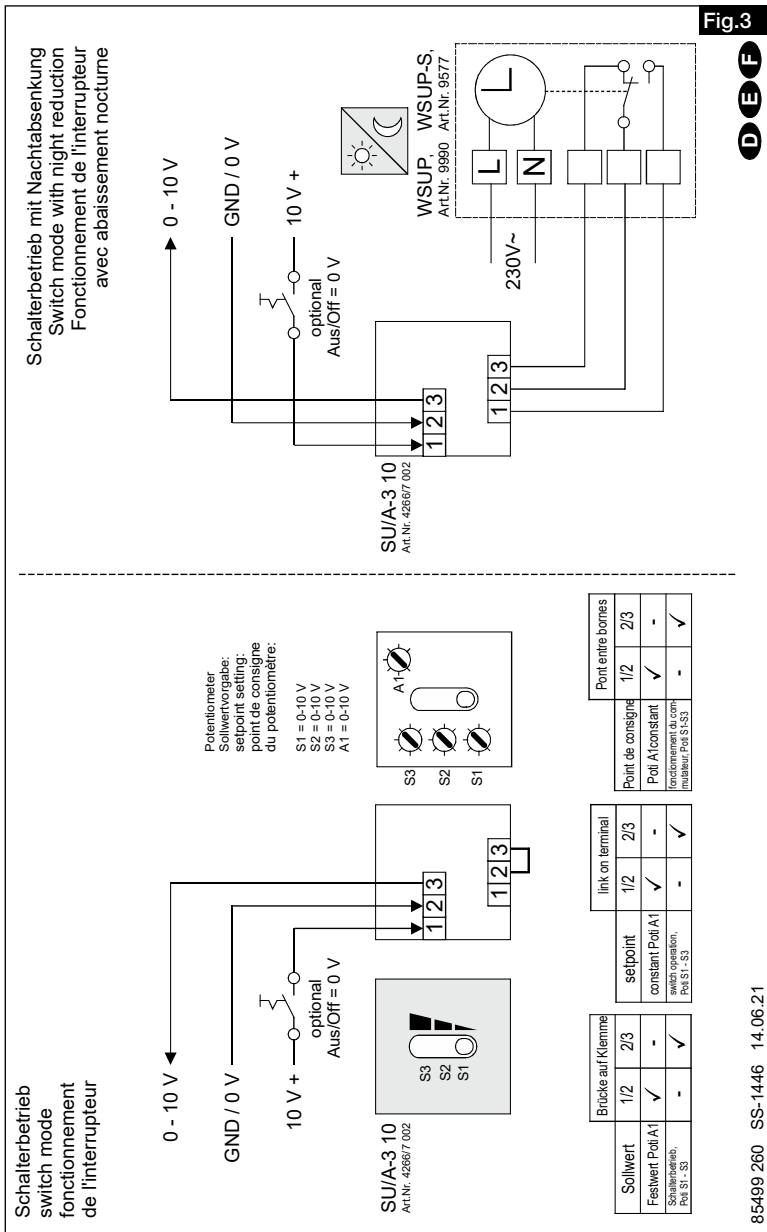 Fig.3
D E F
Schalterbetrieb
switch mode
fonctionnement
de l'interrupteur
0 - 10 V
GND / 0 V
10 V +
optional
Aus/Off = 0 V
1 2 3
1 2 3
SU/A-3 10
Art.Nr. 4266/7 002
S3
S2
S1
Potentiometer
Sollwertvorgabe:
setpoint setting:
point de consigne
du potentiomètre:
S1 = 0-10 V
S2 = 0-10 V
S3 = 0-10 V
A1 = 0-10 V
A1
S3
S2
S1
Brücke auf Klemme
Sollwert 1/2 2/3
Festwert Poti A1 ✓ -
Schalterbetrieb,
Poti S1 - S3 - ✓
link on terminal
setpoint 1/2 2/3
constant Poti A1 ✓ -
switch operation,
Poti S1 - S3 - ✓
Pont entre bornes
Point de consigne 1/2 2/3
Poti A1constant ✓ -
fonctionnement du com-
mutateur, Poti S1-S3 - ✓
Schalterbetrieb mit Nachtabsenkung
Switch mode with night reduction
Fonctionnement de l'interrupteur
avec abaissement nocturne
0 - 10 V
GND / 0 V
10 V +
optional
Aus/Off = 0 V
1 2 3
1 2 3
SU/A-3 10
Art.Nr. 4266/7 002
WSUP, WSUP-S,
Art.Nr. 9990 Art.Nr. 9577
230V~
L
N
85499 260 SS-1446 14.06.21